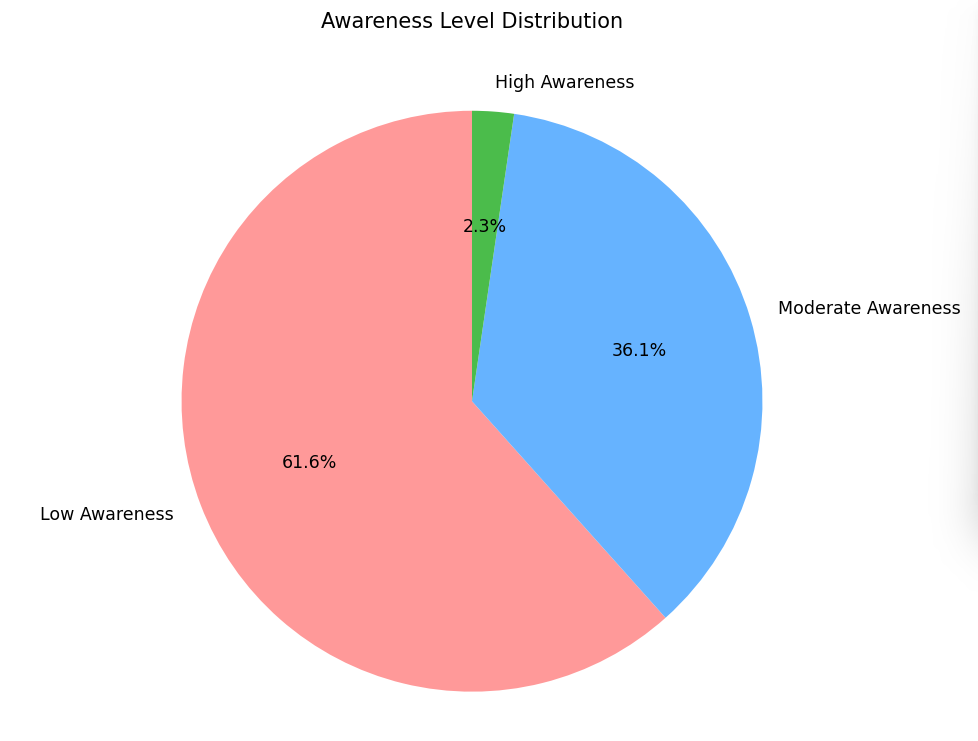 Awareness Level Distribution
High Awareness
2.3%
Moderate Awareness
36.1%
61.6%
Low Awareness